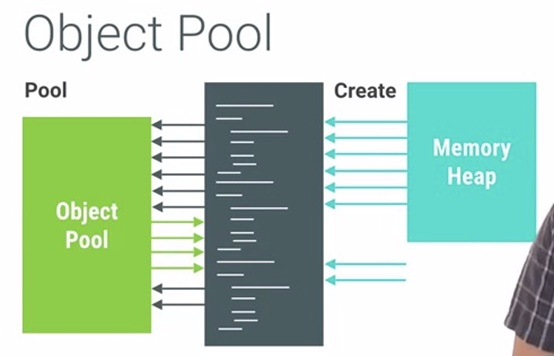 Object Pool
Pool
Create
Object
Pool
Memory
Heap